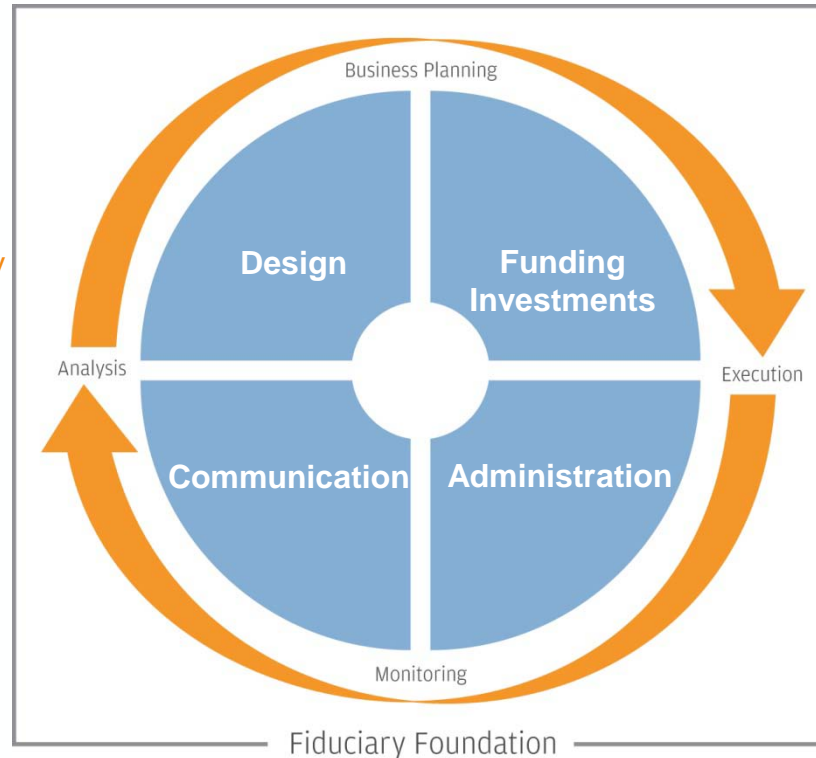 Business Planning
Design
Funding
Investments
Analysis
Execution
Communication
Administration
Monitoring
Fiduciary Foundation